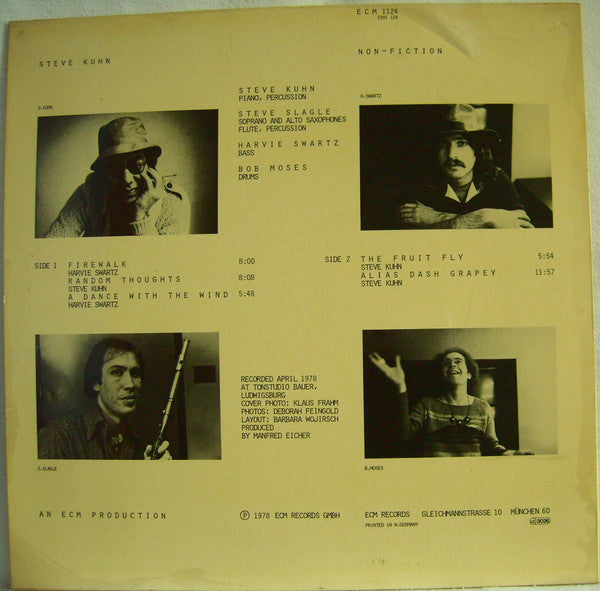 ECM 1124
2301 124
STEVE KUHN
NON-FICTION
S.KUHN
H.SWARTZ
STEVE KUHN
PIANO, PERCUSSION
STEVE SLAGLE
SOPRANO AND ALTO SAXOPHONES
FLUTE, PERCUSSION
HARVIE SWARTZ
BASS
BOB MOSES
DRUMS
SIDE 1 FIREWALK 8:00
HARVIE SWARTZ
RANDOM THOUGHTS 8:08
STEVE KUHN
A DANCE WITH THE WIND 5:48
HARVIE SWARTZ
SIDE 2 THE FRUIT FLY 5:54
STEVE KUHN
ALIAS DASH GRAPEY 11:57
STEVE KUHN
RECORDED APRIL 1978
AT TONSTUDIO BAUER,
LUDWIGSBURG
COVER PHOTO: KLAUS FRAHM
PHOTOS: DEBORAH FEINGOLD
LAYOUT: BARBARA WOJIRSCH
PRODUCED
BY MANFRED EICHER
S.SLAGLE
B.MOSES
AN ECM PRODUCTION
℗ 1978 ECM RECORDS GMBH
ECM RECORDS GLEICHMANNSTRASSE 10 MÜNCHEN 60
PRINTED IN W.GERMANY
LC 3026